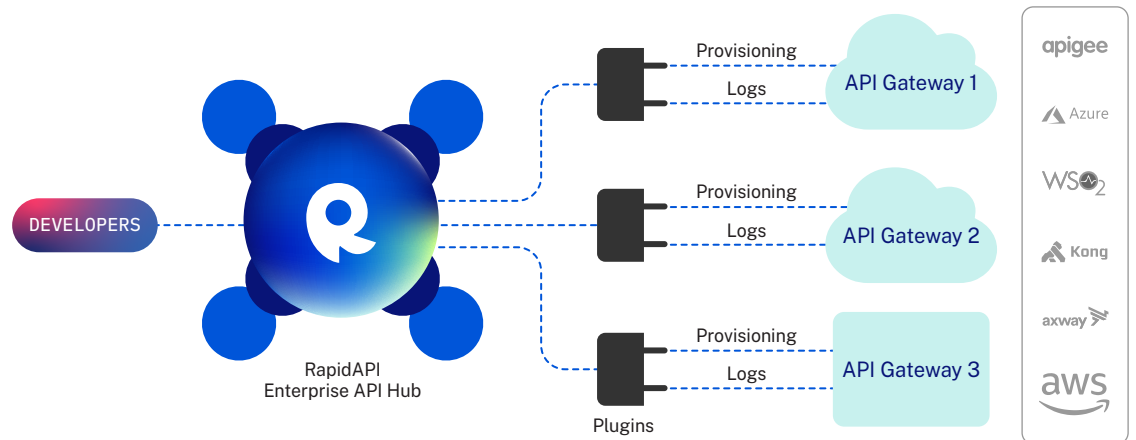 DEVELOPERS
RapidAPI
Enterprise API Hub
Provisioning
Logs
API Gateway 1
Provisioning
Logs
API Gateway 2
Provisioning
Logs
API Gateway 3
Plugins
apigee
Azure
WSO2
Kong
axway
aws